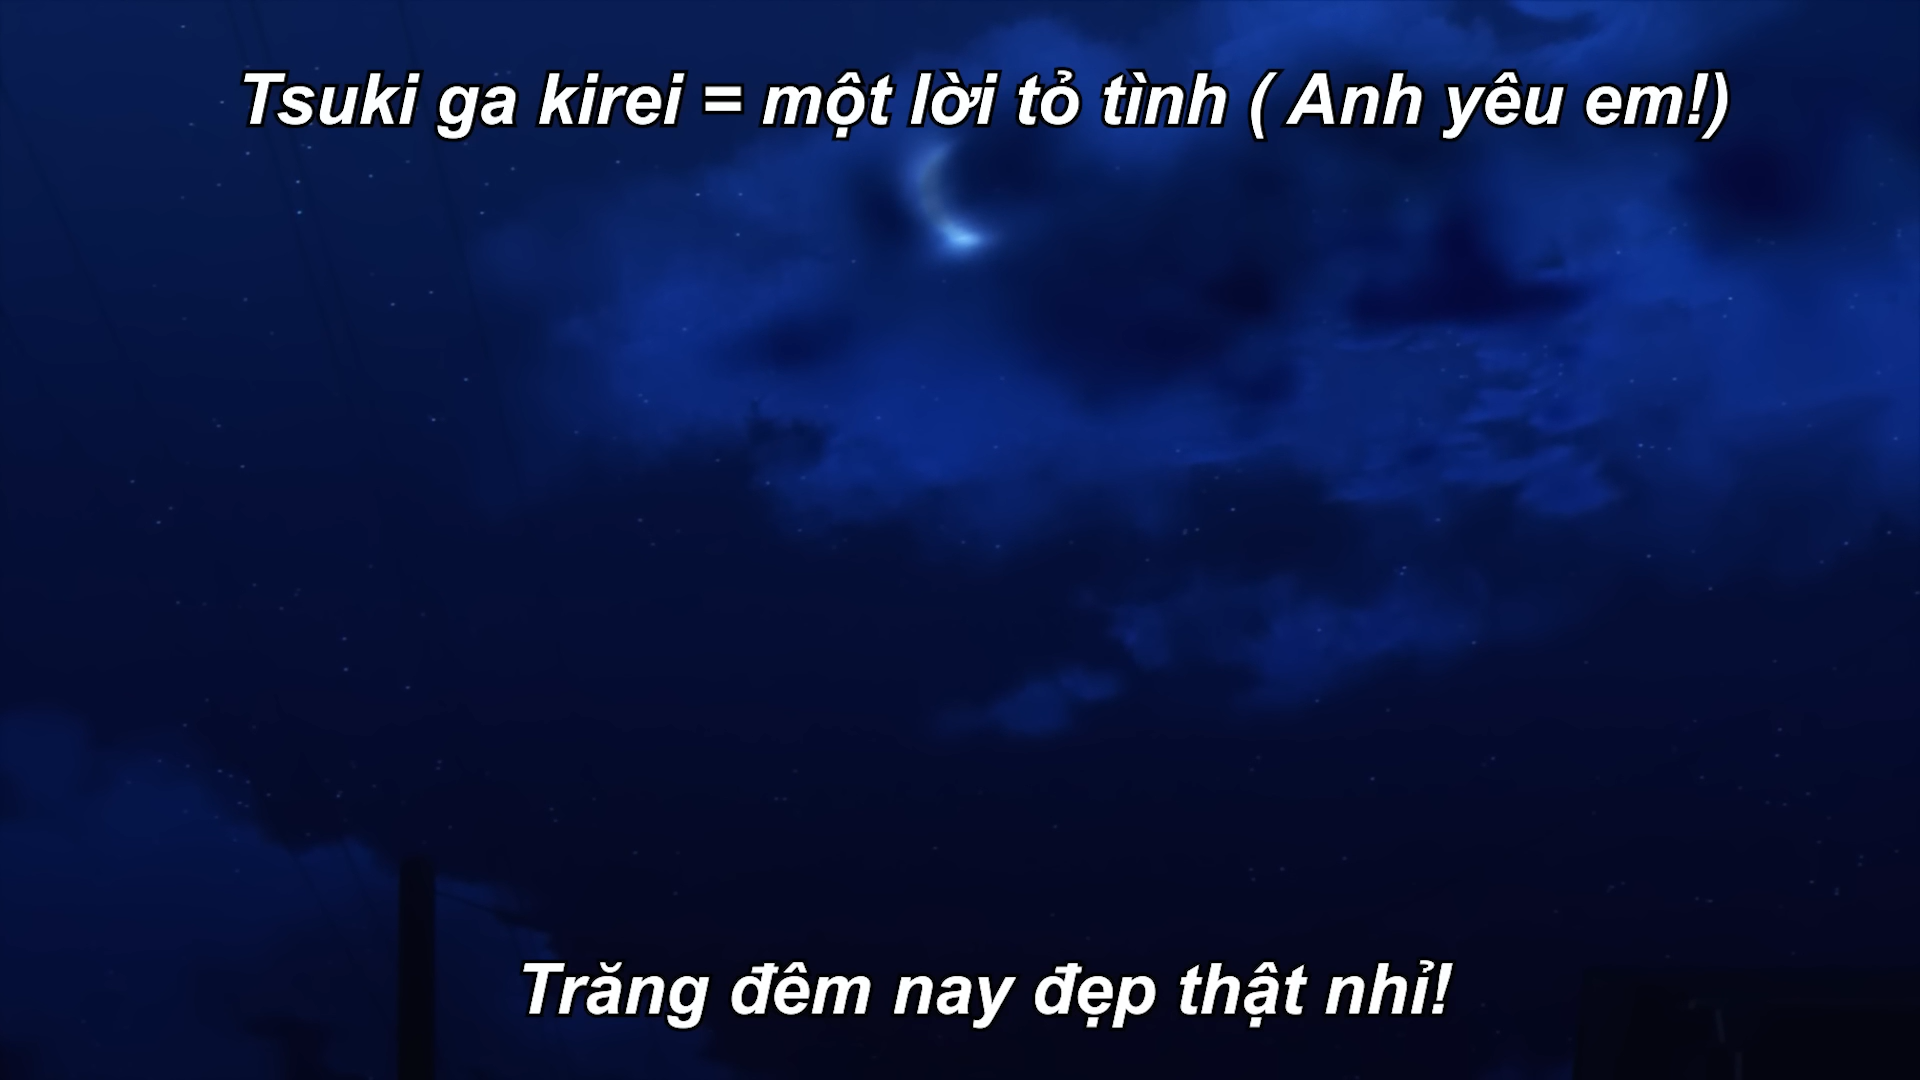 Tsuki ga kirei = một lời tỏ tình ( Anh yêu em!)
Trăng đêm nay đẹp thật nhỉ!